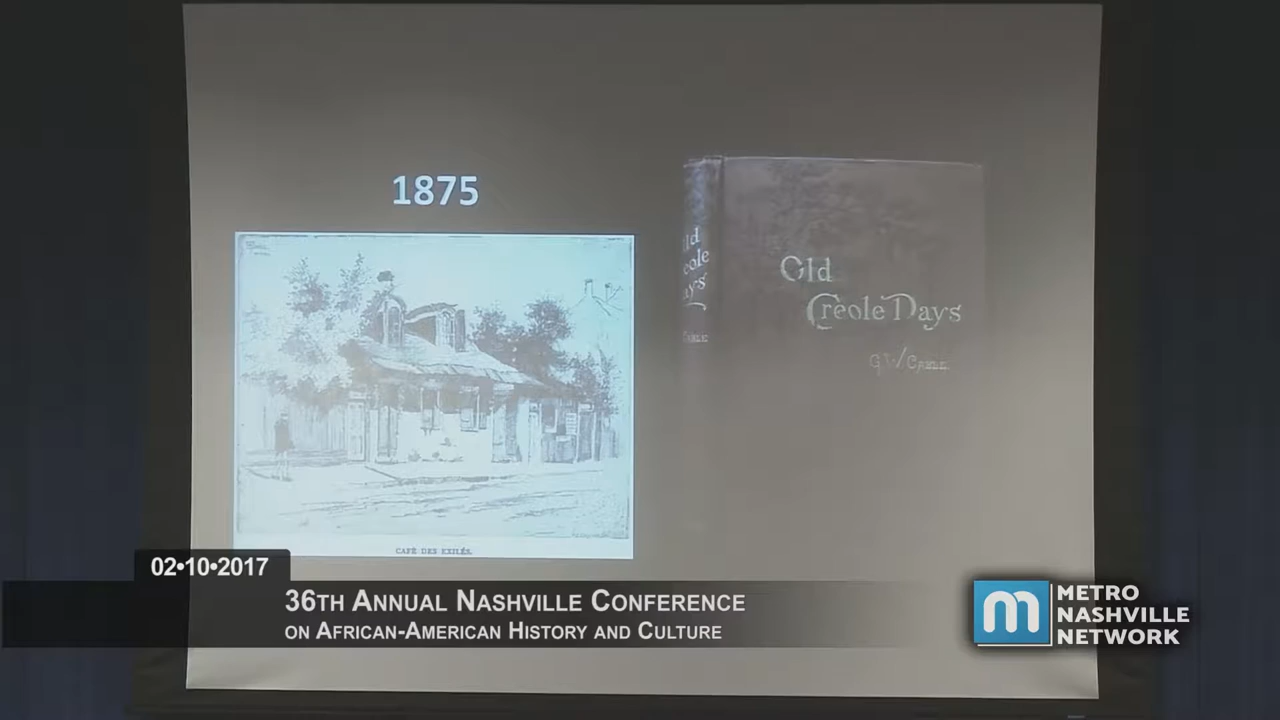 1875
CAFÉ DES EXILÉS.
Old
Creole Days
G.W. Cable
02•10•2017
36TH ANNUAL NASHVILLE CONFERENCE
ON AFRICAN-AMERICAN HISTORY AND CULTURE
m
METRO
NASHVILLE
NETWORK